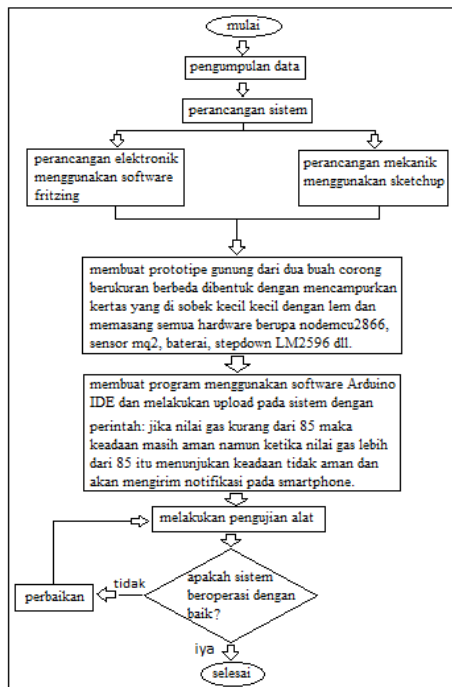 mulai
pengumpulan data
perancangan sistem
perancangan elektronik
menggunakan software
fritzing
perancangan mekanik
menggunakan sketchup
membuat prototipe gunung dari dua buah corong
berukuran berbeda dibentuk dengan mencampurkan
kertas yang di sobek kecil kecil dengan lem dan
memasang semua hardware berupa nodemcu2866,
sensor mq2, baterai, stepdown LM2596 dll.
membuat program menggunakan software Arduino
IDE dan melakukan upload pada sistem dengan
perintah: jika nilai gas kurang dari 85 maka
keadaan masih aman namun ketika nilai gas lebih
dari 85 itu menunjukan keadaan tidak aman dan
akan mengirim notifikasi pada smartphone.
melakukan pengujian alat
apakah sistem
beroperasi dengan
baik?
tidak
perbaikan
iya
selesai